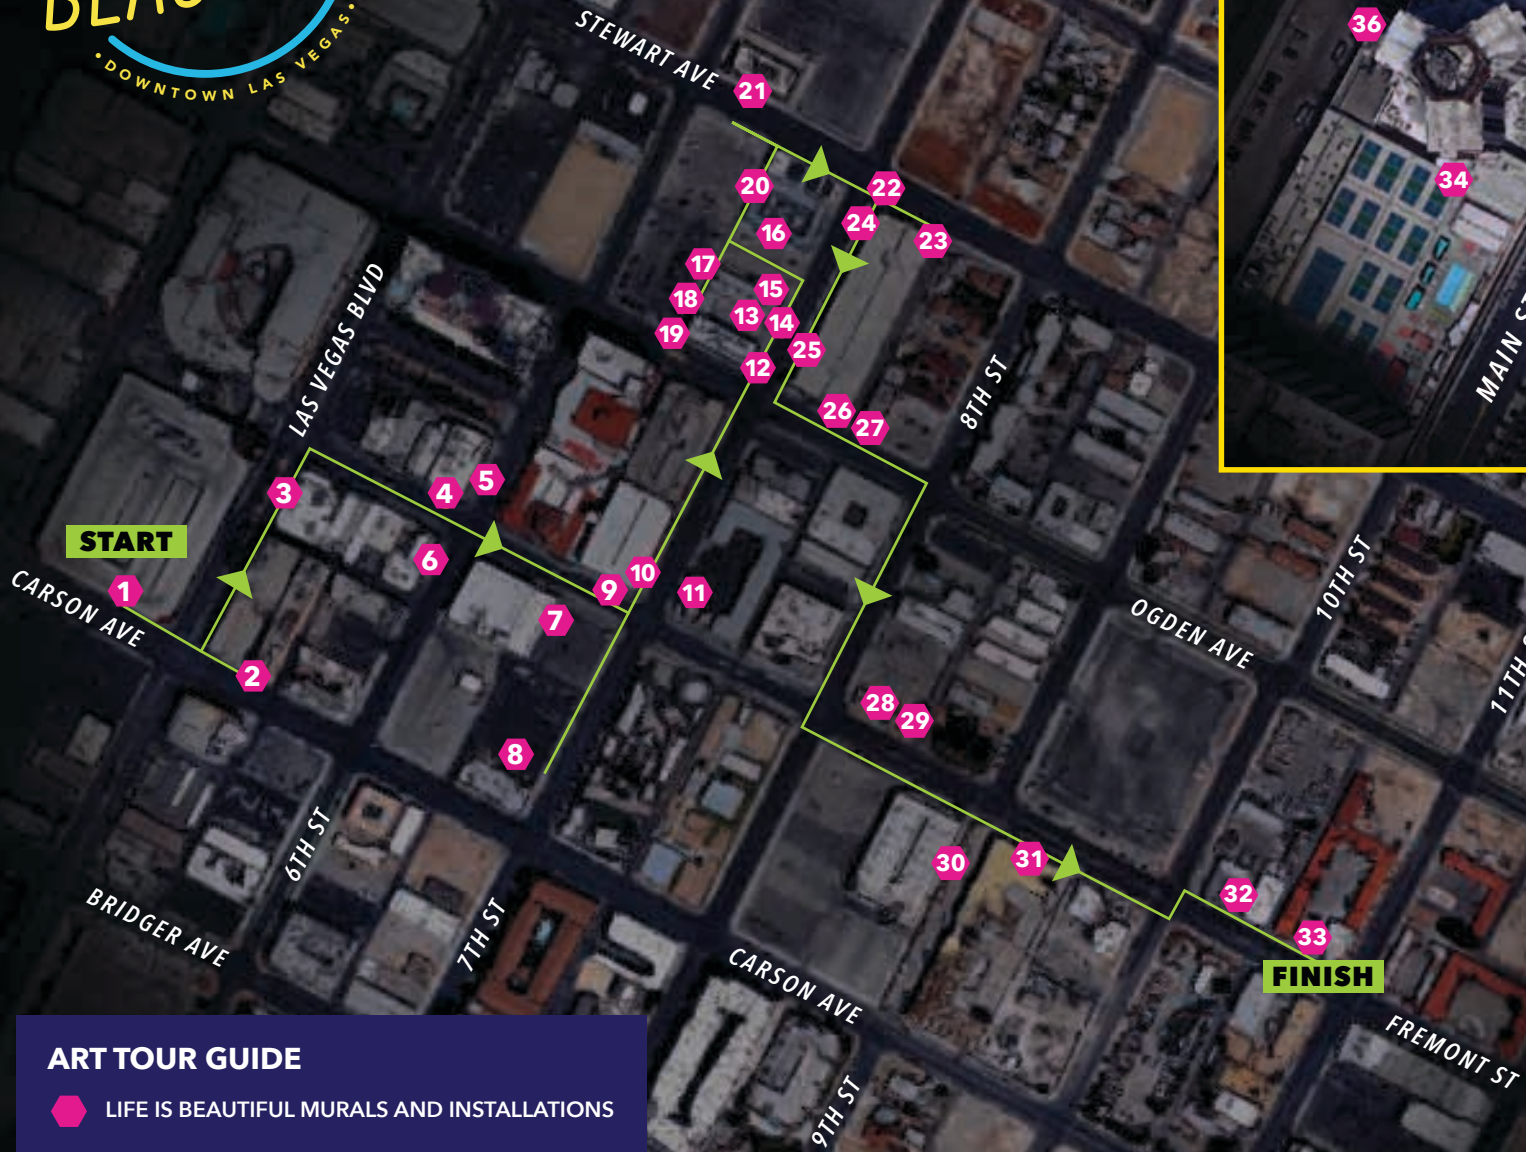 DOWNTOWN LAS VEGAS
STEWART AVE
21
36
34
MAIN
20
22
24
23
16
17
15
18
13
14
19
25
12
LAS VEGAS BLVD
26
27
8TH ST
3
4
5
START
6
1
CARSON AVE
10
9
11
7
10TH ST
OGDEN AVE
11TH
2
28
29
8
6TH ST
30
31
32
33
FINISH
BRIDGER AVE
7TH ST
CARSON AVE
FREMONT ST
9TH ST
ART TOUR GUIDE
LIFE IS BEAUTIFUL MURALS AND INSTALLATIONS